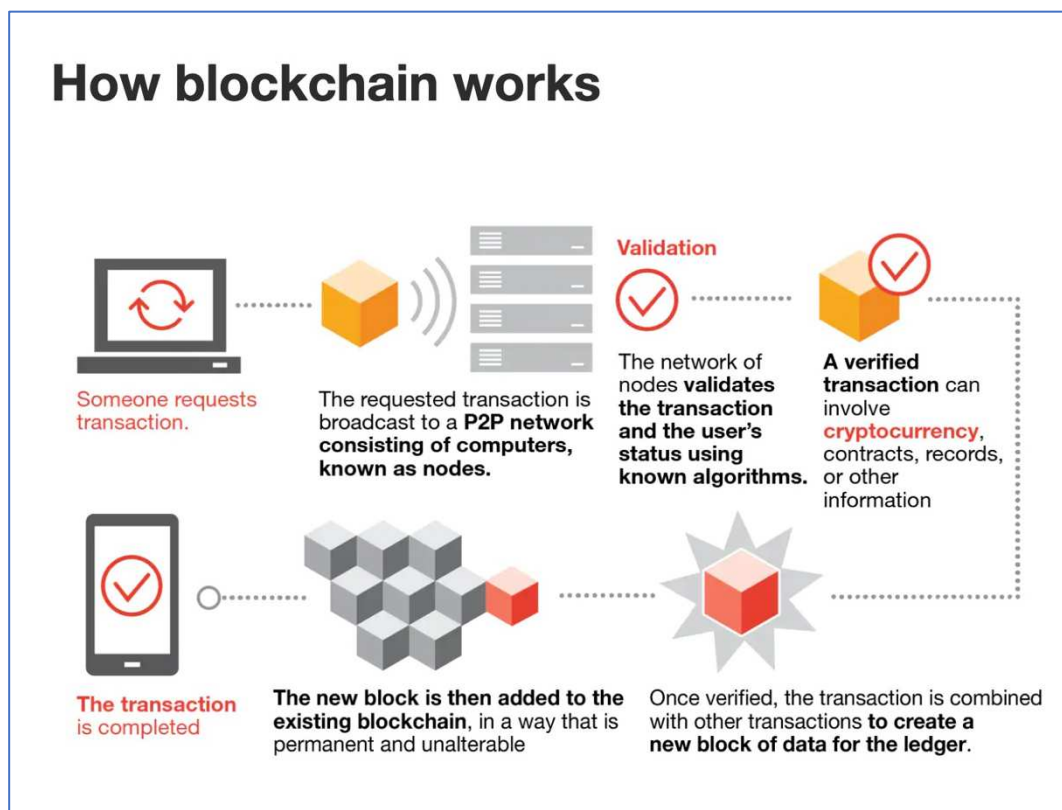 How blockchain works
Someone requests
transaction.
The requested transaction is
broadcast to a P2P network
consisting of computers,
known as nodes.
Validation
The network of
nodes validates
the transaction
and the user's
status using
known algorithms.
A verified
transaction can
involve
cryptocurrency,
contracts, records,
or other
information
Once verified, the transaction is combined
with other transactions to create a
new block of data for the ledger.
The new block is then added to the
existing blockchain, in a way that is
permanent and unalterable
The transaction
is completed